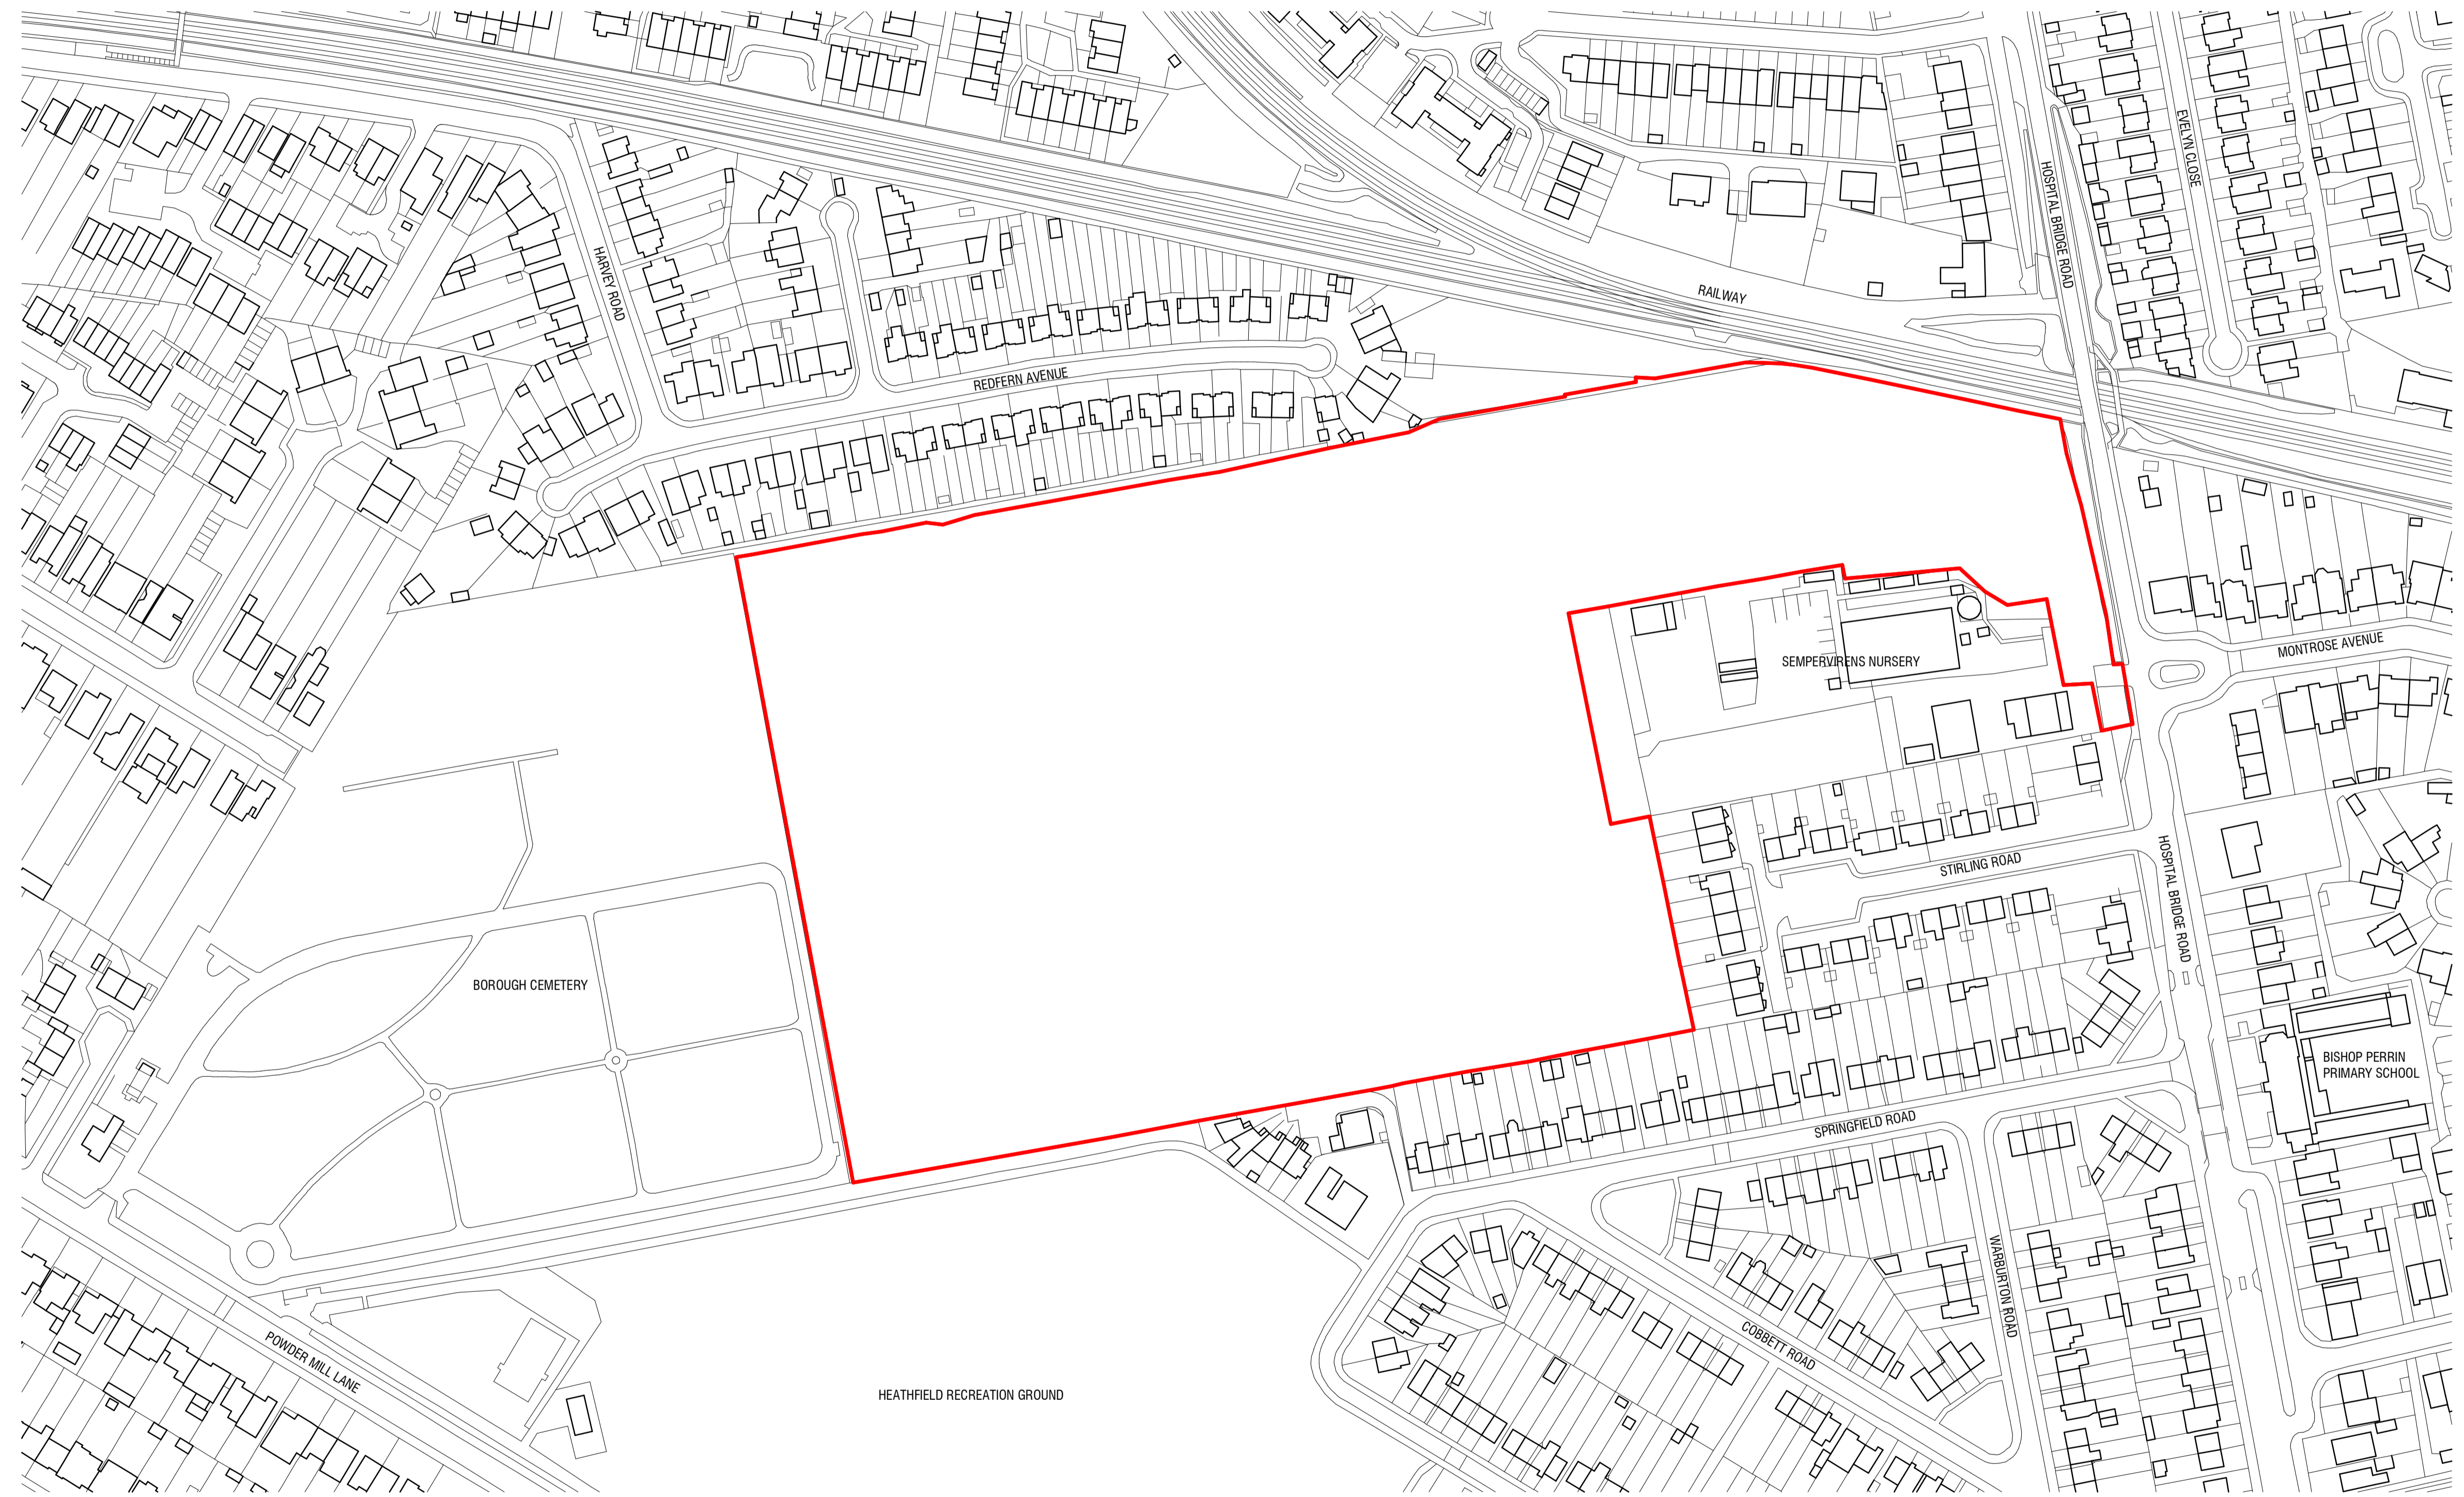 EVELYN CLOSE
HOSPITAL BRIDGE ROAD
HARVEY ROAD
RAILWAY
REDFERN AVENUE
MONTROSE AVENUE
SEMPERVIRENS NURSERY
STIRLING ROAD
HOSPITAL BRIDGE ROAD
BOROUGH CEMETERY
BISHOP PERRIN
PRIMARY SCHOOL
SPRINGFIELD ROAD
WARBURTON ROAD
COBBETT ROAD
POWDER MILL LANE
HEATHFIELD RECREATION GROUND